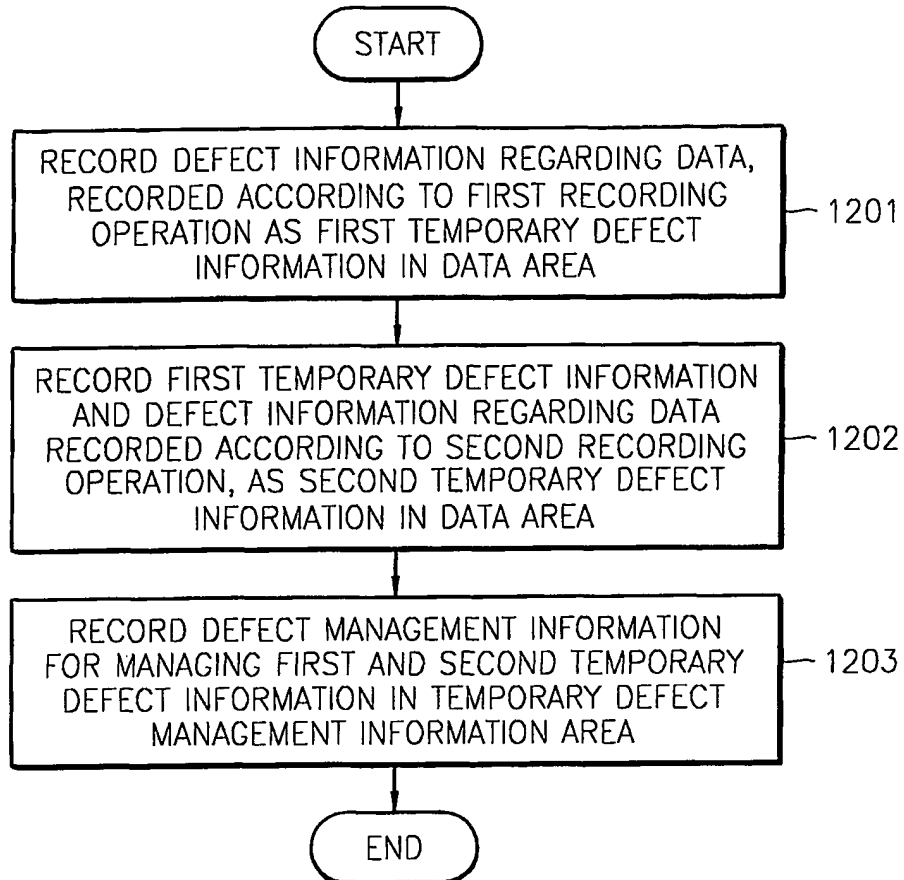 START
RECORD DEFECT INFORMATION REGARDING DATA,
RECORDED ACCORDING TO FIRST RECORDING
OPERATION AS FIRST TEMPORARY DEFECT
INFORMATION IN DATA AREA
1201
RECORD FIRST TEMPORARY DEFECT INFORMATION
AND DEFECT INFORMATION REGARDING DATA
RECORDED ACCORDING TO SECOND RECORDING
OPERATION, AS SECOND TEMPORARY DEFECT
INFORMATION IN DATA AREA
1202
RECORD DEFECT MANAGEMENT INFORMATION
FOR MANAGING FIRST AND SECOND TEMPORARY
DEFECT INFORMATION IN TEMPORARY DEFECT
MANAGEMENT INFORMATION AREA
1203
END